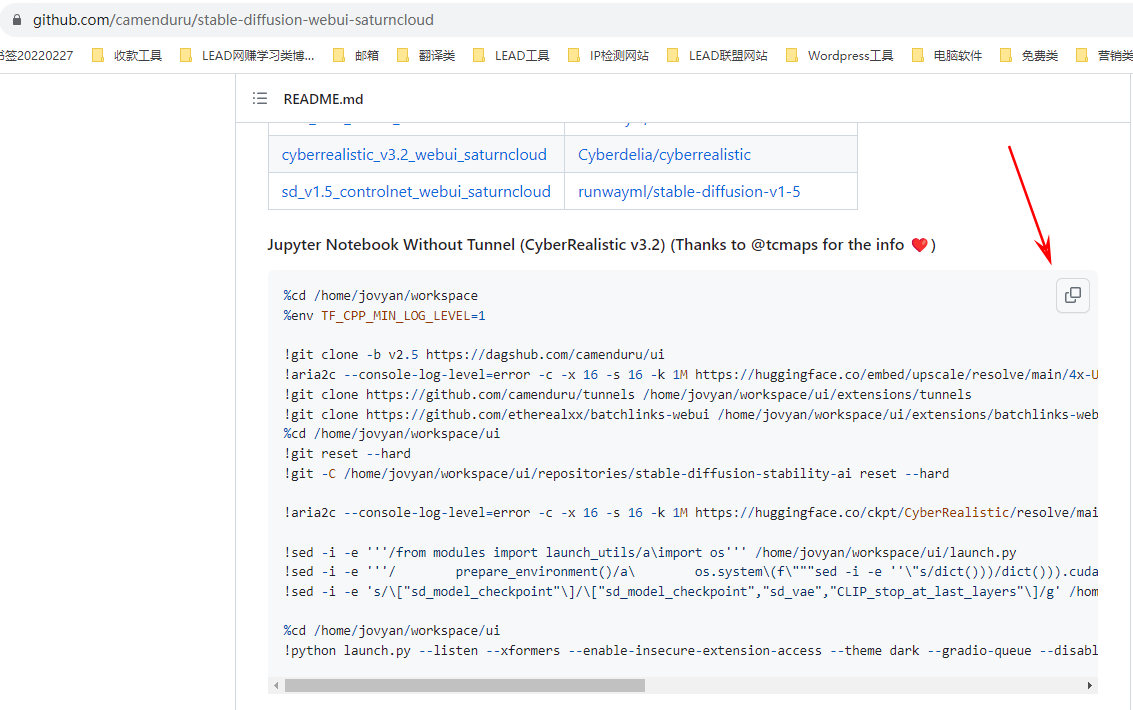 github.com/camenduru/stable-diffusion-webui-saturncloud
签20220227 收款工具 LEAD网赚学习类博... 邮箱 翻译类 LEAD工具 IP检测网站 LEAD联盟网站 Wordpress工具 电脑软件 免费类 营销类
README.md
cyberrealistic_v3.2_webui_saturncloud Cyberdelia/cyberrealistic
sd_v1.5_controlnet_webui_saturncloud runwayml/stable-diffusion-v1-5
Jupyter Notebook Without Tunnel (CyberRealistic v3.2) (Thanks to @tcmaps for the info ❤️)
%cd /home/jovyan/workspace
%env TF_CPP_MIN_LOG_LEVEL=1
!git clone -b v2.5 https://dagshub.com/camenduru/ui
!aria2c --console-log-level=error -c -x 16 -s 16 -k 1M https://huggingface.co/embed/upscale/resolve/main/4x-U
!git clone https://github.com/camenduru/tunnels /home/jovyan/workspace/ui/extensions/tunnels
!git clone https://github.com/etherealxx/batchlinks-webui /home/jovyan/workspace/ui/extensions/batchlinks-web
%cd /home/jovyan/workspace/ui
!git reset --hard
!git -C /home/jovyan/workspace/ui/repositories/stable-diffusion-stability-ai reset --hard
!aria2c --console-log-level=error -c -x 16 -s 16 -k 1M https://huggingface.co/ckpt/CyberRealistic/resolve/mai
!sed -i -e '''/from modules import launch_utils/a\import os''' /home/jovyan/workspace/ui/launch.py
!sed -i -e '''/        prepare_environment()/a\        os.system\(f\"""sed -i -e ''\"s/dict()))/dict())).cuda
!sed -i -e 's/\["sd_model_checkpoint"\]/\["sd_model_checkpoint","sd_vae","CLIP_stop_at_last_layers"\]/g' /hom
%cd /home/jovyan/workspace/ui
!python launch.py --listen --xformers --enable-insecure-extension-access --theme dark --gradio-queue --disabl